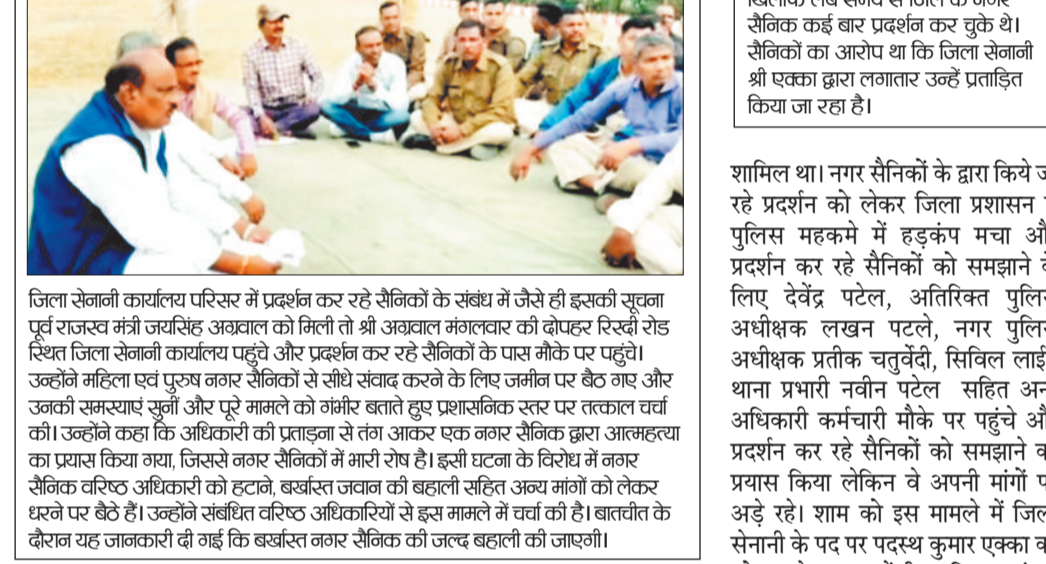 जिला सेनानी कार्यालय परिसर में प्रदर्शन कर रहे सैनिकों के संबंध में जैसे ही इसकी सूचना
पूर्व राजस्व मंत्री जयसिंह अग्रवाल को मिली तो श्री अग्रवाल मंगलवार की दोपहर रिस्दी रोड
स्थित जिला सेनानी कार्यालय पहुंचे और प्रदर्शन कर रहे सैनिकों के पास मौके पर पहुंचे।
उन्होंने महिला एवं पुरुष नगर सैनिकों से सीधे संवाद करने के लिए जमीन पर बैठ गए और
उनकी समस्याएं सुनीं और पूरे मामले को गंभीर बताते हुए प्रशासनिक स्तर पर तत्काल चर्चा
की। उन्होंने कहा कि अधिकारी की प्रताड़ना से तंग आकर एक नगर सैनिक द्वारा आत्महत्या
का प्रयास किया गया, जिससे नगर सैनिकों में भारी रोष है। इसी घटना के विरोध में नगर
सैनिक वरिष्ठ अधिकारी को हटाने, बर्खास्त जवान की बहाली सहित अन्य मांगों को लेकर
धरने पर बैठे हैं। उन्होंने संबंधित वरिष्ठ अधिकारियों से इस मामले में चर्चा की है। बातचीत के
दौरान यह जानकारी दी गई कि बर्खास्त नगर सैनिक की जल्द बहाली की जाएगी।
सैनिक कई बार प्रदर्शन कर चुके थे।
सैनिकों का आरोप था कि जिला सेनानी
श्री एक्का द्वारा लगातार उन्हें प्रताड़ित
किया जा रहा है।
शामिल था। नगर सैनिकों के द्वारा किये
रहे प्रदर्शन को लेकर जिला प्रशासन
पुलिस महकमे में हड़कंप मचा
प्रदर्शन कर रहे सैनिकों को समझाने
लिए देवेंद्र पटेल, अतिरिक्त
अधीक्षक लखन पटले, नगर
अधीक्षक प्रतीक चतुर्वेदी, सिविल
थाना प्रभारी नवीन पटेल सहित
अधिकारी कर्मचारी मौके पर पहुंचे
प्रदर्शन कर रहे सैनिकों को समझाने
प्रयास किया लेकिन वे अपनी मांगों
अड़े रहे। शाम को इस मामले में
सेनानी के पद पर पदस्थ कुमार एक्का